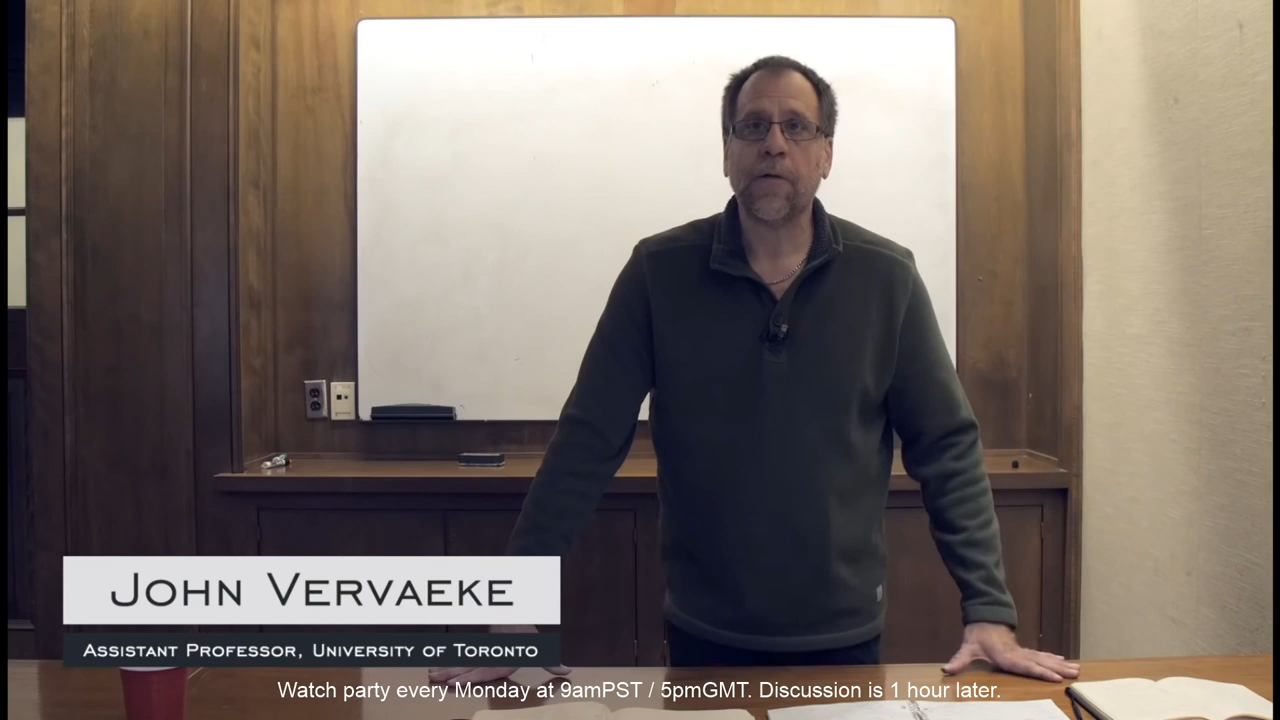 John Vervaeke
Assistant Professor, University of Toronto
Watch party every Monday at 9amPST / 5pmGMT. Discussion is 1 hour later.